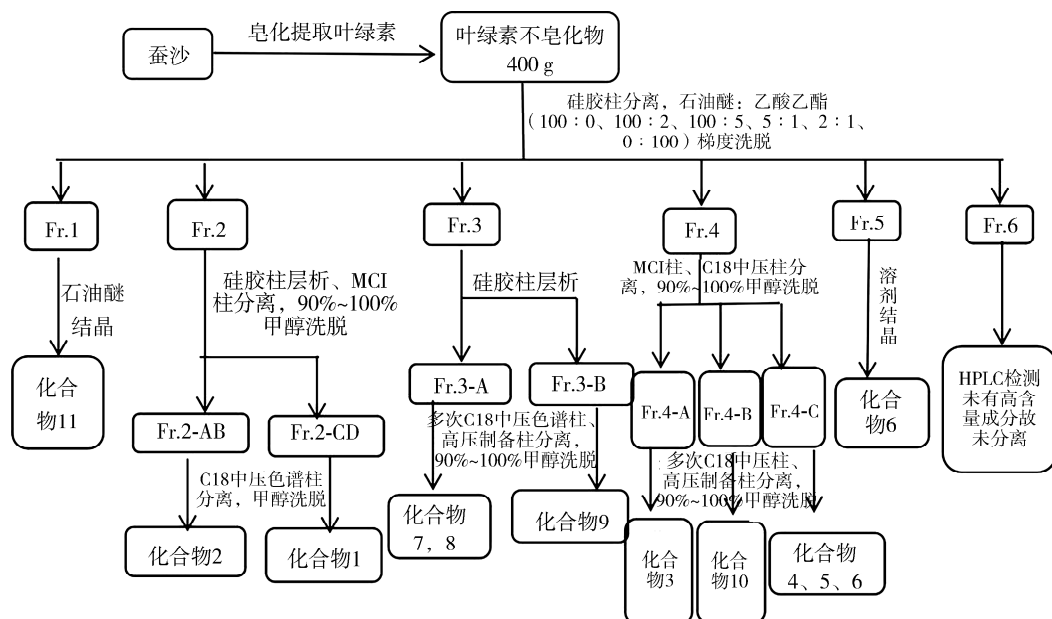 蚕沙
皂化提取叶绿素
叶绿素不皂化物
400 g
硅胶柱分离，石油醚：乙酸乙酯
（100：0、100：2、100：5、5：1、2：1、
0：100）梯度洗脱
Fr.1
Fr.2
Fr.3
Fr.4
Fr.5
Fr.6
石油醚
结晶
硅胶柱层析、MCI
柱分离，90%~100%
甲醇洗脱
硅胶柱层析
MCI柱、C18中压柱分
离，90%~100%甲醇洗脱
溶
剂
结
晶
化合
物11
Fr.2-AB
Fr.2-CD
Fr.3-A
Fr.3-B
Fr.4-A
Fr.4-B
Fr.4-C
化合
物6
HPLC检测
未有高含
量成分故
未分离
C18中压色谱柱
分离，甲醇洗脱
多次C18中压色谱柱、
高压制备柱分离，
90%~100%甲醇洗脱
多次C18中压柱、
高压制备柱分离，
90%~100%甲醇洗脱
化合物2
化合物1
化合物
7，8
化合物9
化合
物3
化合
物10
化合物
4、5、6